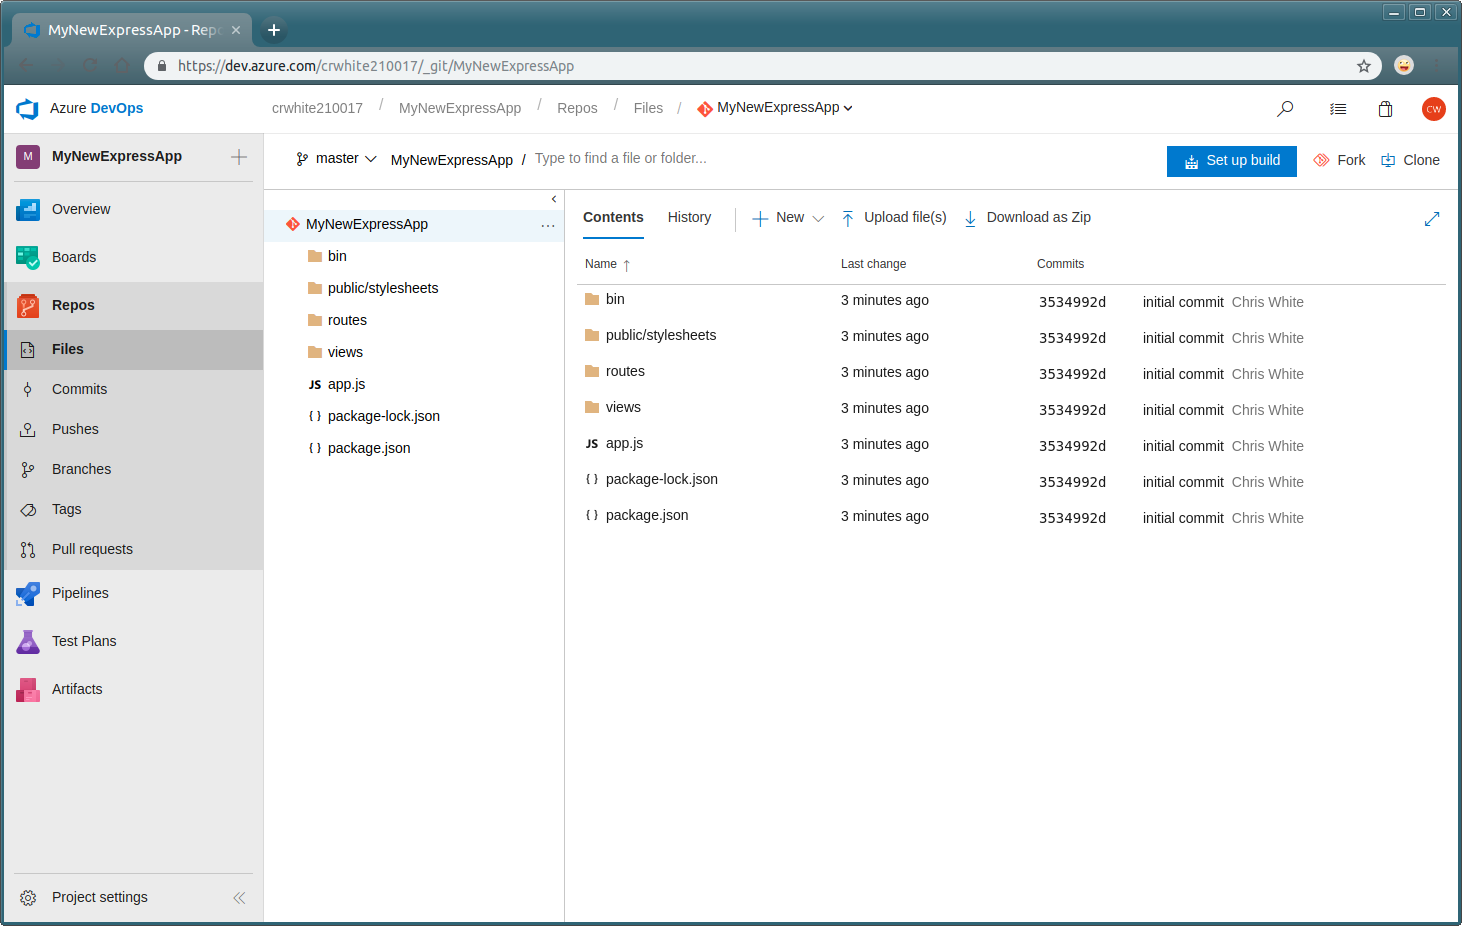 MyNewExpressApp - Repo
https://dev.azure.com/crwhite210017/_git/MyNewExpressApp
Azure DevOps
crwhite210017 / MyNewExpressApp / Repos / Files / MyNewExpressApp
CW
M MyNewExpressApp
master MyNewExpressApp / Type to find a file or folder...
Set up build
Fork
Clone
Overview
Boards
Repos
Files
Commits
Pushes
Branches
Tags
Pull requests
Pipelines
Test Plans
Artifacts
Project settings
MyNewExpressApp ...
bin
public/stylesheets
routes
views
JS app.js
{ } package-lock.json
{ } package.json
Contents History New Upload file(s) Download as Zip
Name Last change Commits
bin 3 minutes ago 3534992d initial commit Chris White
public/stylesheets 3 minutes ago 3534992d initial commit Chris White
routes 3 minutes ago 3534992d initial commit Chris White
views 3 minutes ago 3534992d initial commit Chris White
JS app.js 3 minutes ago 3534992d initial commit Chris White
{ } package-lock.json 3 minutes ago 3534992d initial commit Chris White
{ } package.json 3 minutes ago 3534992d initial commit Chris White